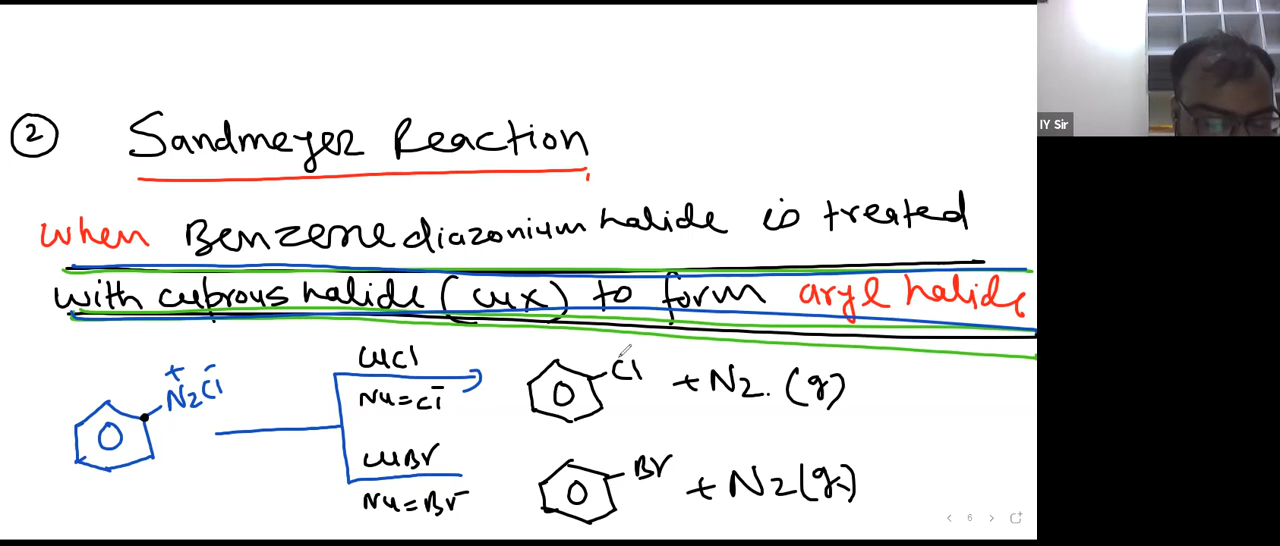 2 Sandmeyer Reaction
when Benzene diazonium halide is treated
with cuprous halide (cux) to form aryl halide
CuCl
+ -
N2Cl
Nu = Cl-
Cl + N2. (g)
CuBr
Nu = Br-
Br + N2(g)
IY Sir
6